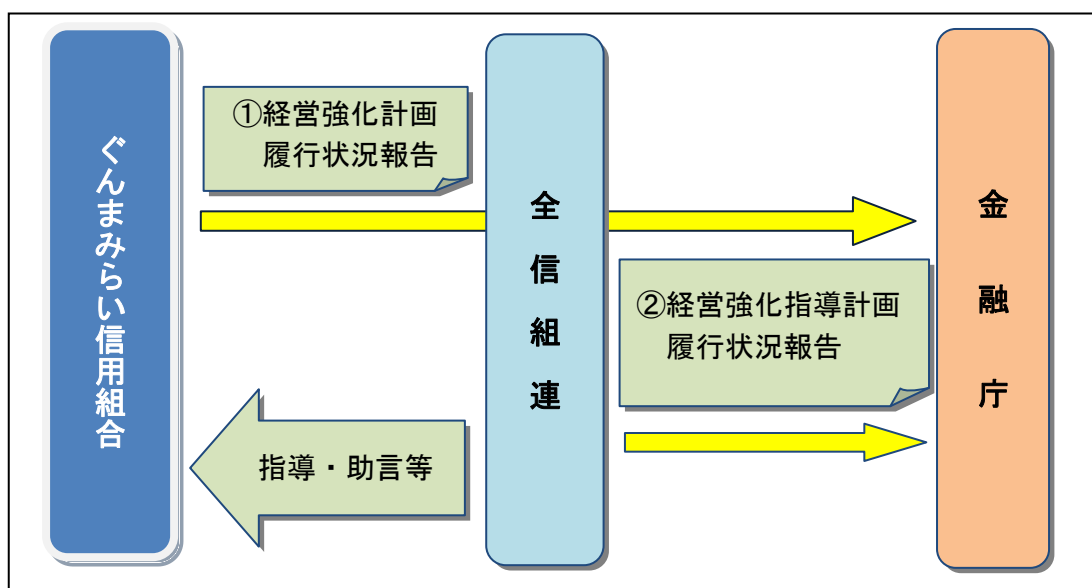 ぐんまみらい信用組合
①経営強化計画
履行状況報告
全信組連
②経営強化指導計画
履行状況報告
金融庁
指導・助言等